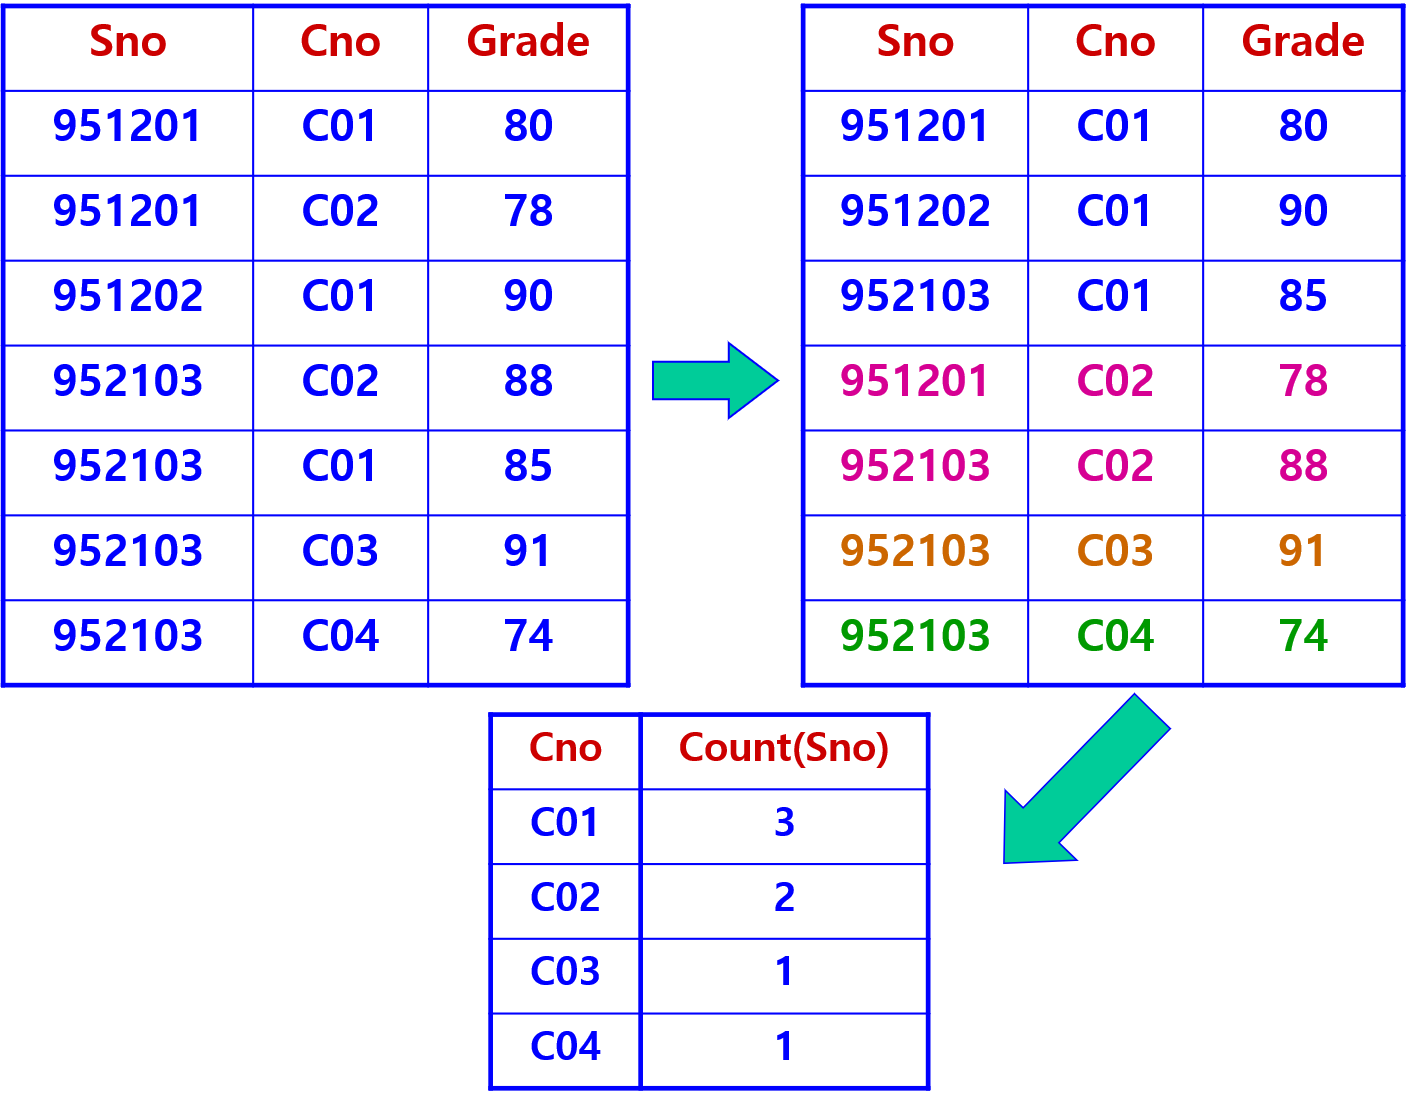 Sno Cno Grade
951201 C01 80
951201 C02 78
951202 C01 90
952103 C02 88
952103 C01 85
952103 C03 91
952103 C04 74
Sno Cno Grade
951201 C01 80
951202 C01 90
952103 C01 85
951201 C02 78
952103 C02 88
952103 C03 91
952103 C04 74
Cno Count(Sno)
C01 3
C02 2
C03 1
C04 1